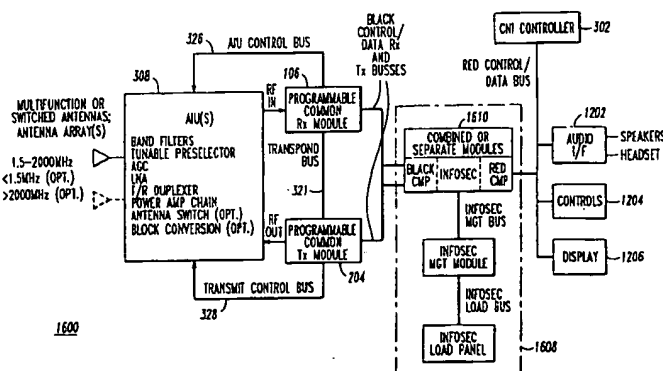 326
AIU CONTROL BUS
BLACK
CONTROL/
DATA Rx
AND
Tx BUSSES
CNI CONTROLLER
302
RED CONTROL/
DATA BUS
308
106
RF
IN
PROGRAMMABLE
COMMON
Rx MODULE
MULTIFUNCTION OR
SWITCHED ANTENNAS;
ANTENNA ARRAY(S)
1.5-2000MHz
<1.5MHz (OPT.)
>2000MHz (OPT.)
AIU(S)
BAND FILTERS
TUNABLE PRESELECTOR
AGC
LNA
T/R DUPLEXER
POWER AMP CHAIN
ANTENNA SWITCH (OPT.)
BLOCK CONVERSION (OPT.)
TRANSPOND
BUS
321
RF
OUT
PROGRAMMABLE
COMMON
Tx MODULE
204
TRANSMIT CONTROL BUS
328
1600
1610
COMBINED OR
SEPARATE MODULES
BLACK
CMP
INFOSEC
RED
CMP
INFOSEC
MGT BUS
INFOSEC
MGT MODULE
INFOSEC
LOAD BUS
INFOSEC
LOAD PANEL
1608
1202
AUDIO
I/F
SPEAKERS
HEADSET
CONTROLS
1204
DISPLAY
1206